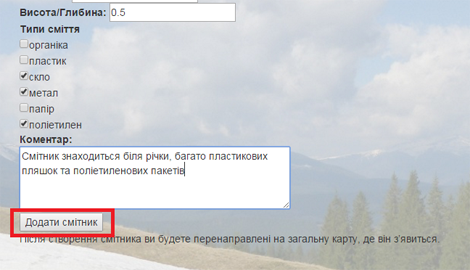 Висота/Глибина: 0.5
Типи сміття
органіка
пластик
скло
метал
папір
поліетилен
Коментар:
Смітник знаходиться біля річки, багато пластикових
пляшок та поліетиленових пакетів
Додати смітник
Після створення смітника ви будете перенаправлені на загальну карту, де він з'явиться.